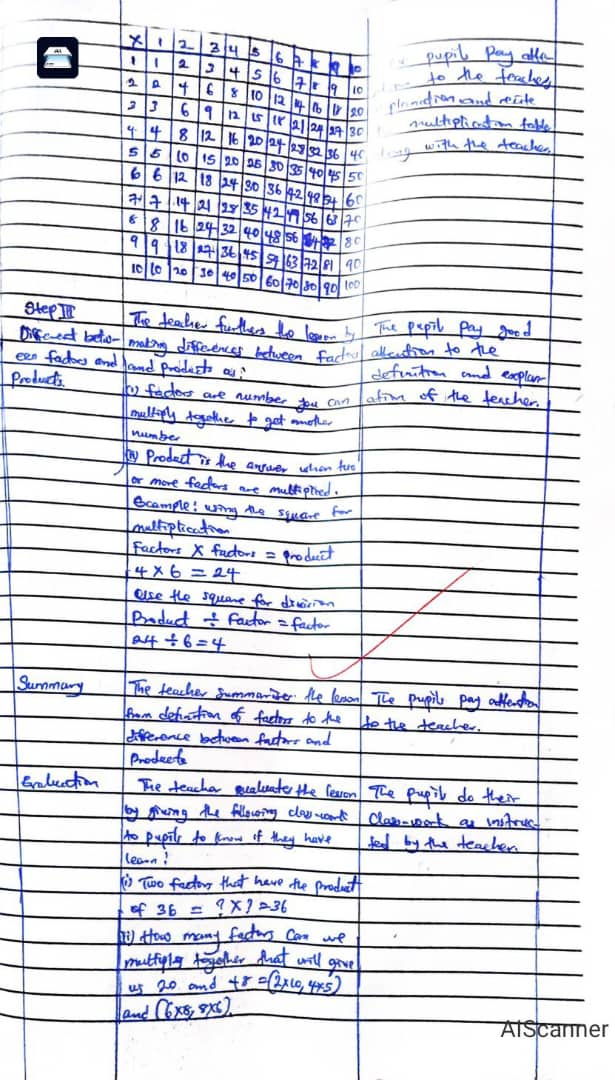 X 1 2 3 4 5 6 7 8 9 10
1 1 2 3 4 5 6 7 8 9 10
2 2 4 6 8 10 12 14 16 18 20
3 6 9 12 15 18 21 24 27 30
4 4 8 12 16 20 24 28 32 36 40
5 5 10 15 20 25 30 35 40 45 50
6 6 12 18 24 30 36 42 48 54 60
7 7 14 21 28 35 42 49 56 63 70
8 8 16 24 32 40 48 56 80
9 9 18 27 36 45 54 63 72 81 90
10 10 20 30 40 50 60 70 80 90 100
pupils pay atten
to the teachers
and recite
multiplication table
with the teacher
Step III
Different betw-
een factors and
Products.
The teacher furthers the lesson by
making differences between factors
and products as:
(i) factors are number you can
multiply together to get another
number
(ii) Product is the answer when two
or more factors are multiplied.
Example: using the square for
multiplication
Factors X factors = product
4 x 6 = 24
Use the square for division
Product ÷ Factor = factor
24 ÷ 6 = 4
The pupils pay good
attention to the
definition and explan
ation of the teacher.
Summary
The teacher summarizes the lesson
from definition of factors to the
difference between factors and
products
The pupils pay attention
to the teacher.
Evaluation
The teacher evaluates the lesson
by giving the following class-work
to pupils to know if they have
learn:
(i) Two factors that have the product
of 36 = ? X ? = 36
(ii) How many factors can we
multiply together that will give
us 20 and 48 = (2x10, 4x5)
and (6x8, 8x6).
The pupils do their
Class-work as instruc-
ted by the teacher.
AIScanner